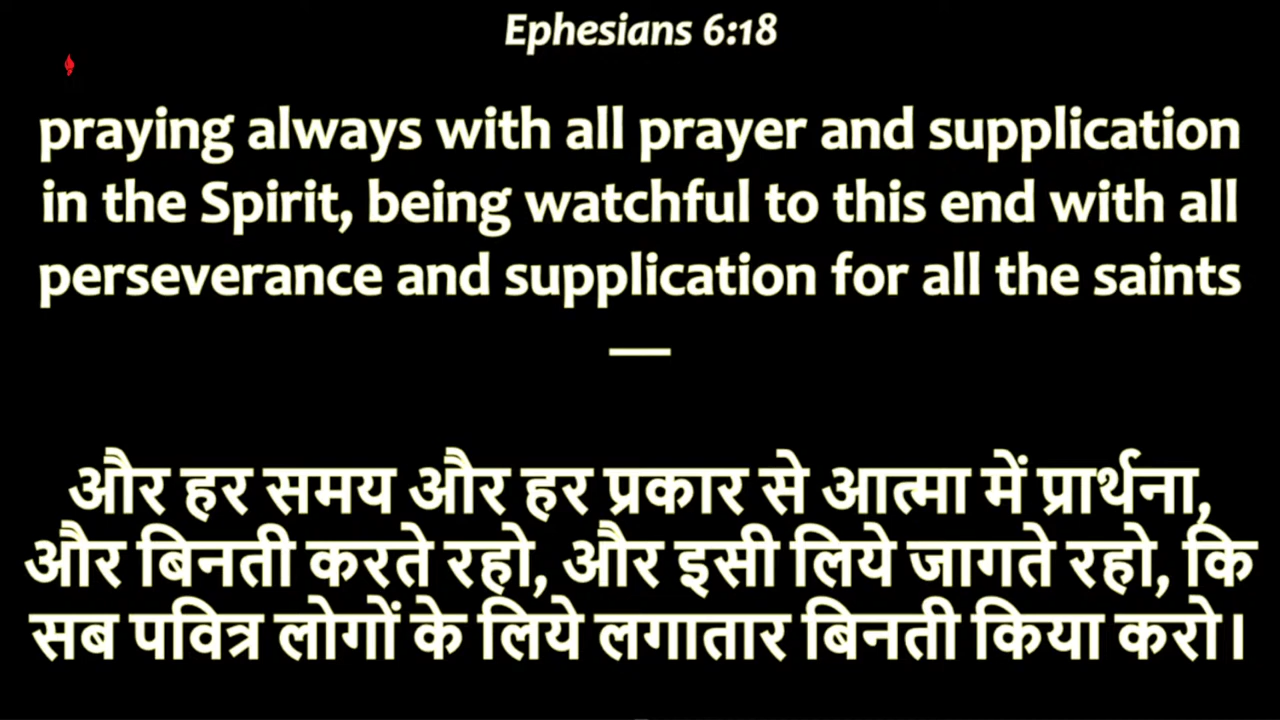 Ephesians 6:18
praying always with all prayer and supplication
in the Spirit, being watchful to this end with all
perseverance and supplication for all the saints
—
और हर समय और हर प्रकार से आत्मा में प्रार्थना,
और बिनती करते रहो, और इसी लिये जागते रहो, कि
सब पवित्र लोगों के लिये लगातार बिनती किया करो।